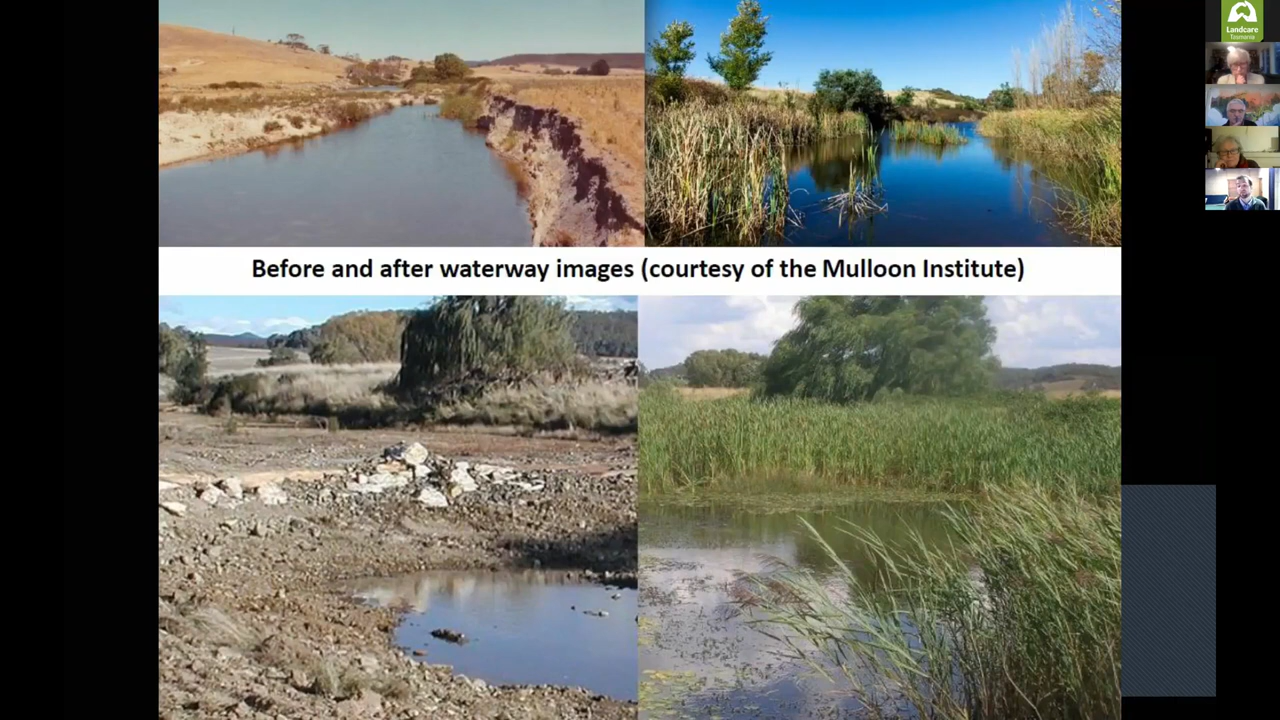 Landcare
Tasmania
Before and after waterway images (courtesy of the Mulloon Institute)